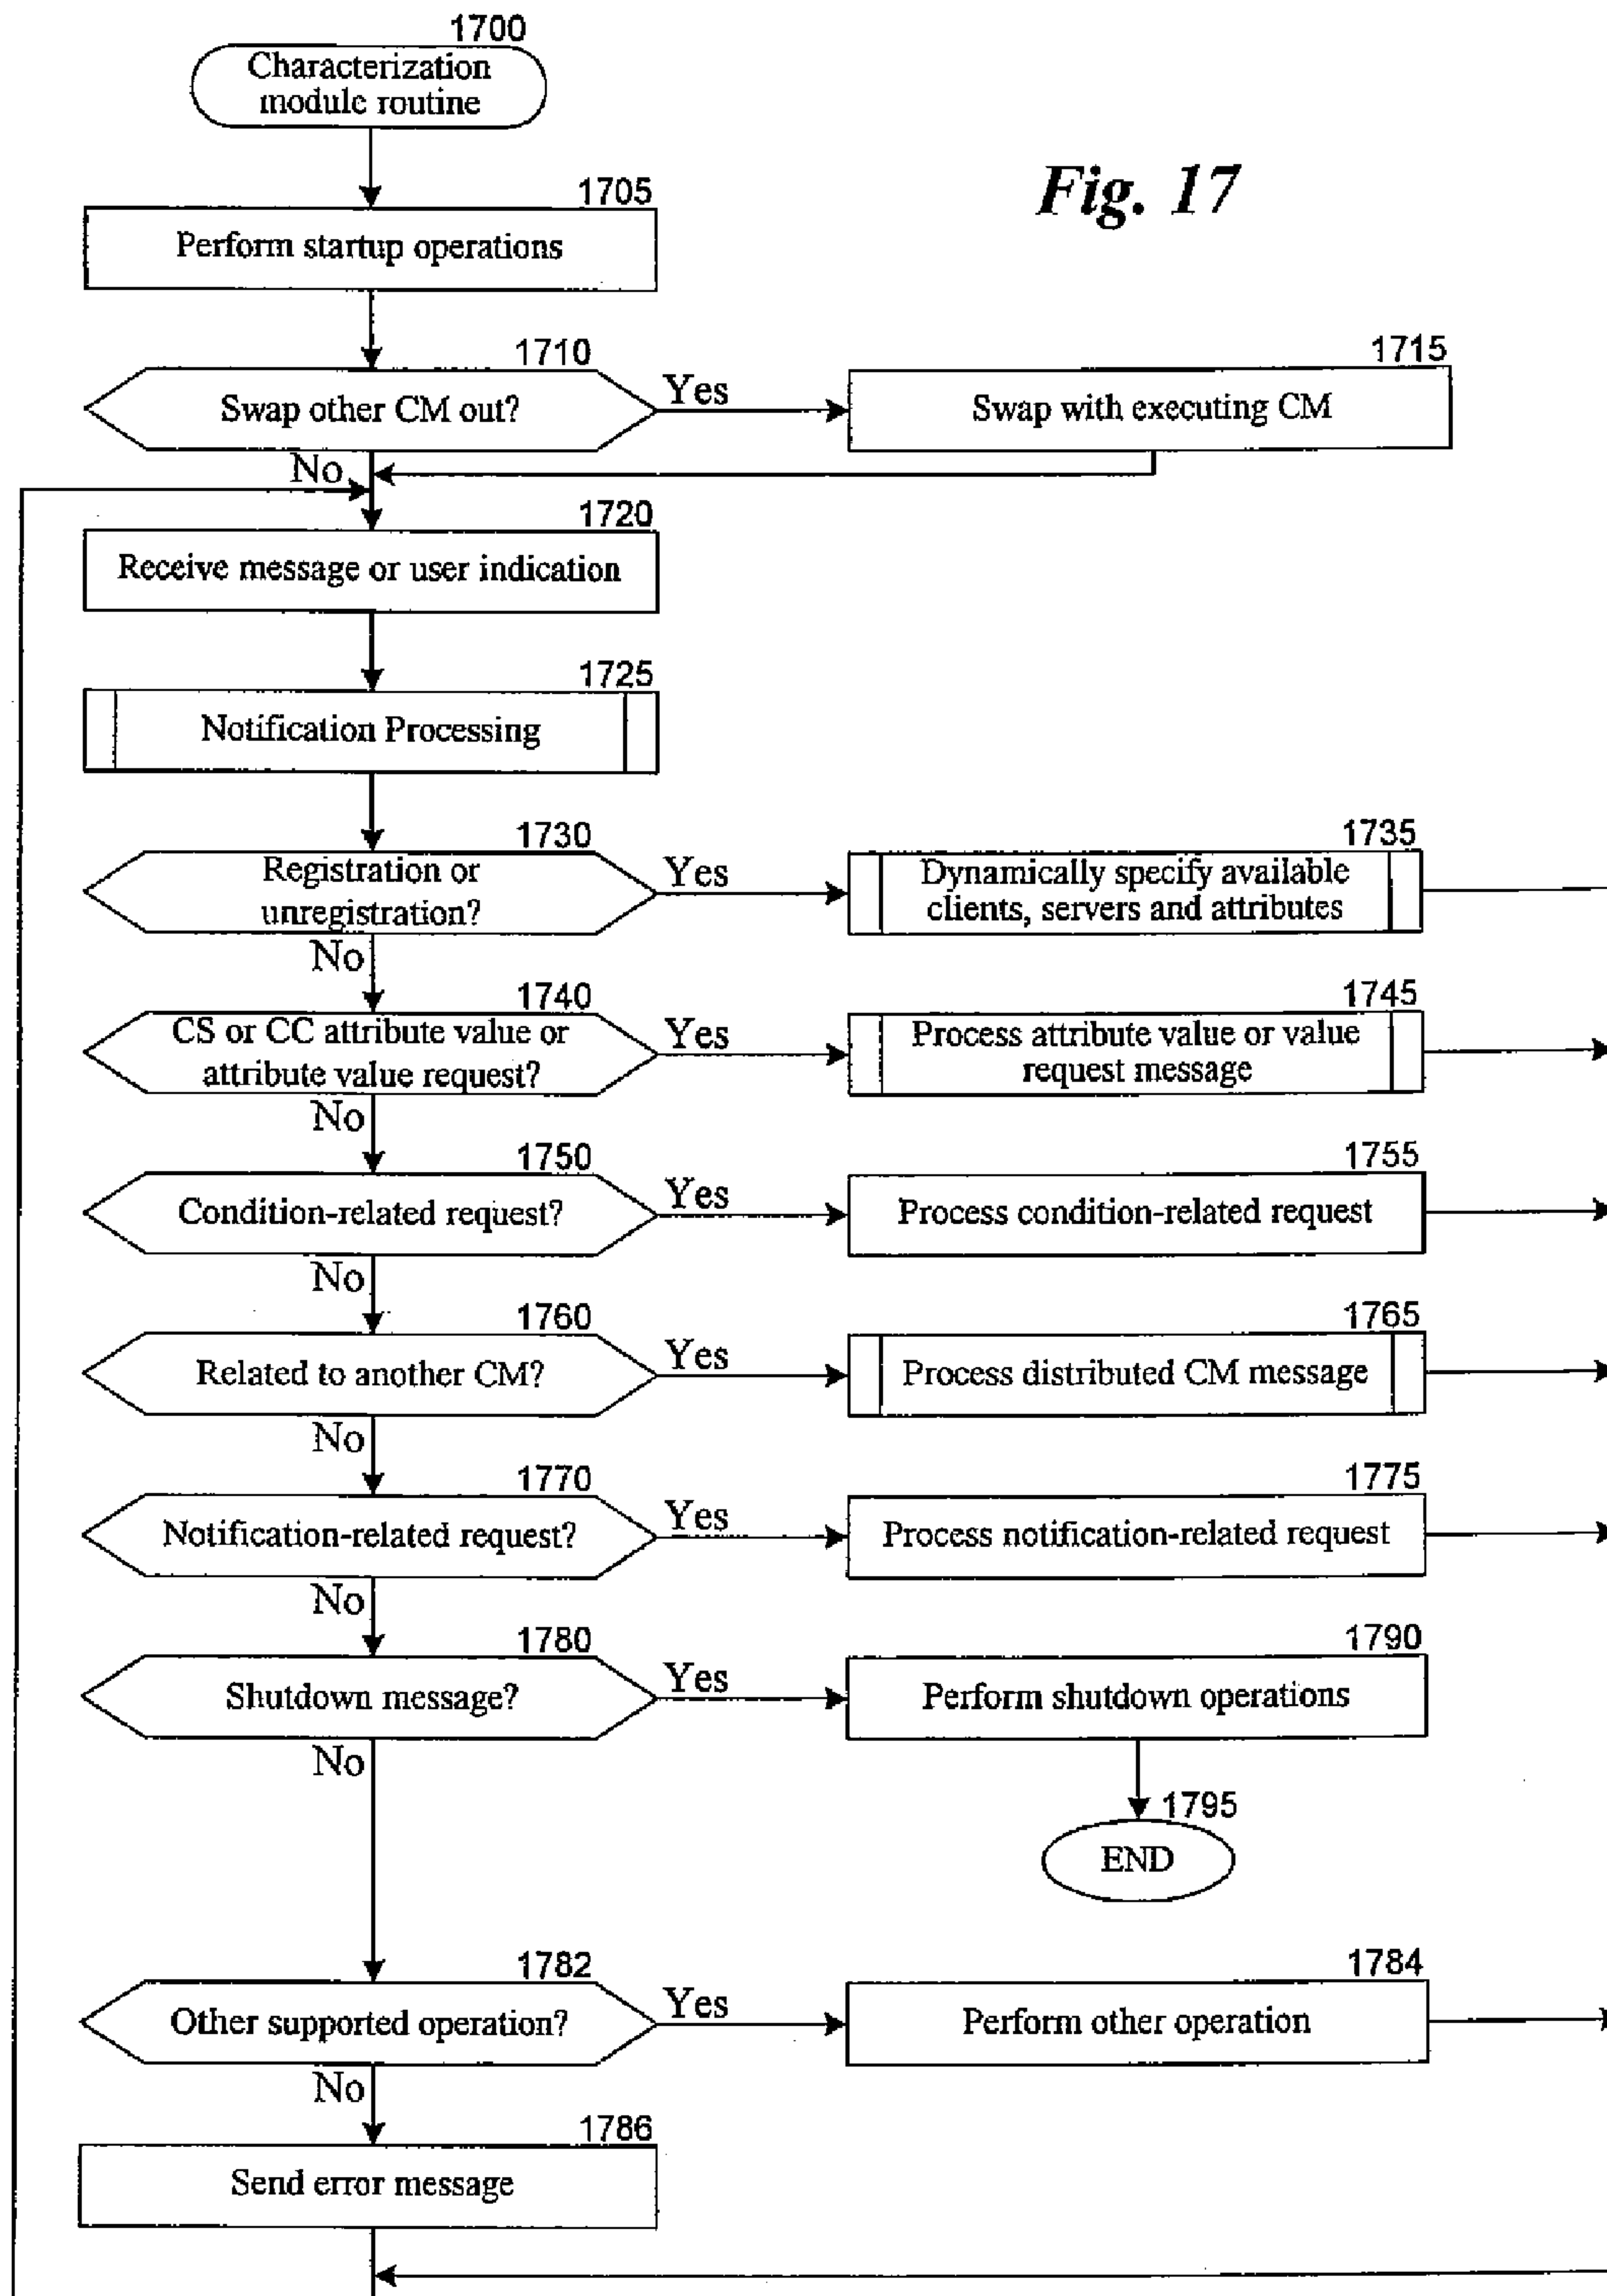 1700
Characterization
module routine
Fig. 17
1705
Perform startup operations
1710
Swap other CM out?
Yes
1715
Swap with executing CM
No
1720
Receive message or user indication
1725
Notification Processing
1730
Registration or
unregistration?
Yes
1735
Dynamically specify available
clients, servers and attributes
No
1740
CS or CC attribute value or
attribute value request?
Yes
1745
Process attribute value or value
request message
No
1750
Condition-related request?
Yes
1755
Process condition-related request
No
1760
Related to another CM?
Yes
1765
Process distributed CM message
No
1770
Notification-related request?
Yes
1775
Process notification-related request
No
1780
Shutdown message?
Yes
1790
Perform shutdown operations
No
1795
END
1782
Other supported operation?
Yes
1784
Perform other operation
No
1786
Send error message